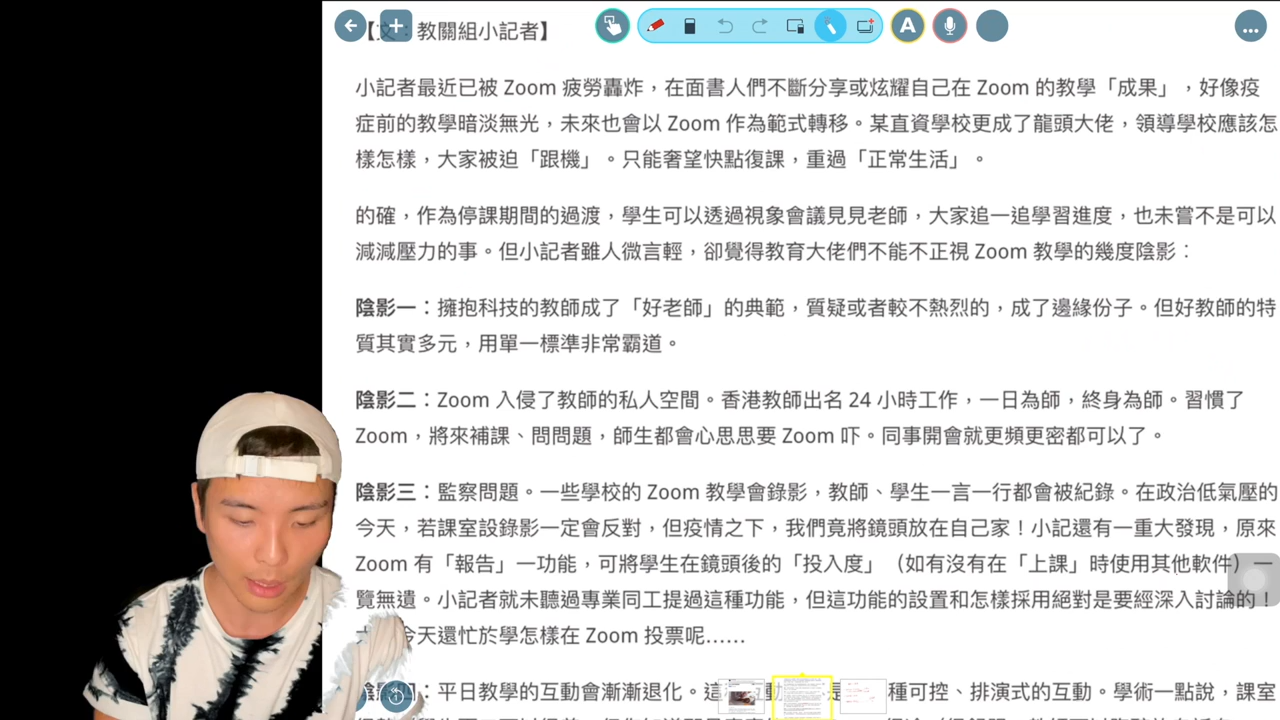 教關組小記者】
A
小記者最近已被 Zoom 疲勞轟炸，在面書人們不斷分享或炫耀自己在 Zoom 的教學「成果」，好像疫
症前的教學暗淡無光，未來也會以 Zoom 作為範式轉移。某直資學校更成了龍頭大佬，領導學校應該怎
樣怎樣，大家被迫「跟機」。只能奢望快點復課，重過「正常生活」。
的確，作為停課期間的過渡，學生可以透過視象會議見見老師，大家追一追學習進度，也未嘗不是可以
減減壓力的事。但小記者雖人微言輕，卻覺得教育大佬們不能不正視 Zoom 教學的幾度陰影：
陰影一：擁抱科技的教師成了「好老師」的典範，質疑或者較不熱烈的，成了邊緣份子。但好教師的特
質其實多元，用單一標準非常霸道。
陰影二：Zoom 入侵了教師的私人空間。香港教師出名 24 小時工作，一日為師，終身為師。習慣了
Zoom，將來補課、問問題，師生都會心思思要 Zoom 吓。同事開會就更頻更密都可以了。
陰影三：監察問題。一些學校的 Zoom 教學會錄影，教師、學生一言一行都會被紀錄。在政治低氣壓的
今天，若課室設錄影一定會反對，但疫情之下，我們竟將鏡頭放在自己家！小記還有一重大發現，原來
Zoom 有「報告」一功能，可將學生在鏡頭後的「投入度」（如有沒有在「上課」時使用其他軟件）一
覽無遺。小記者就未聽過專業同工提過這種功能，但這功能的設置和怎樣採用絕對是要經深入討論的！
今天還忙於學怎樣在 Zoom 投票呢……
：平日教學的互動會漸漸退化。這 種可控、排演式的互動。學術一點說，課室